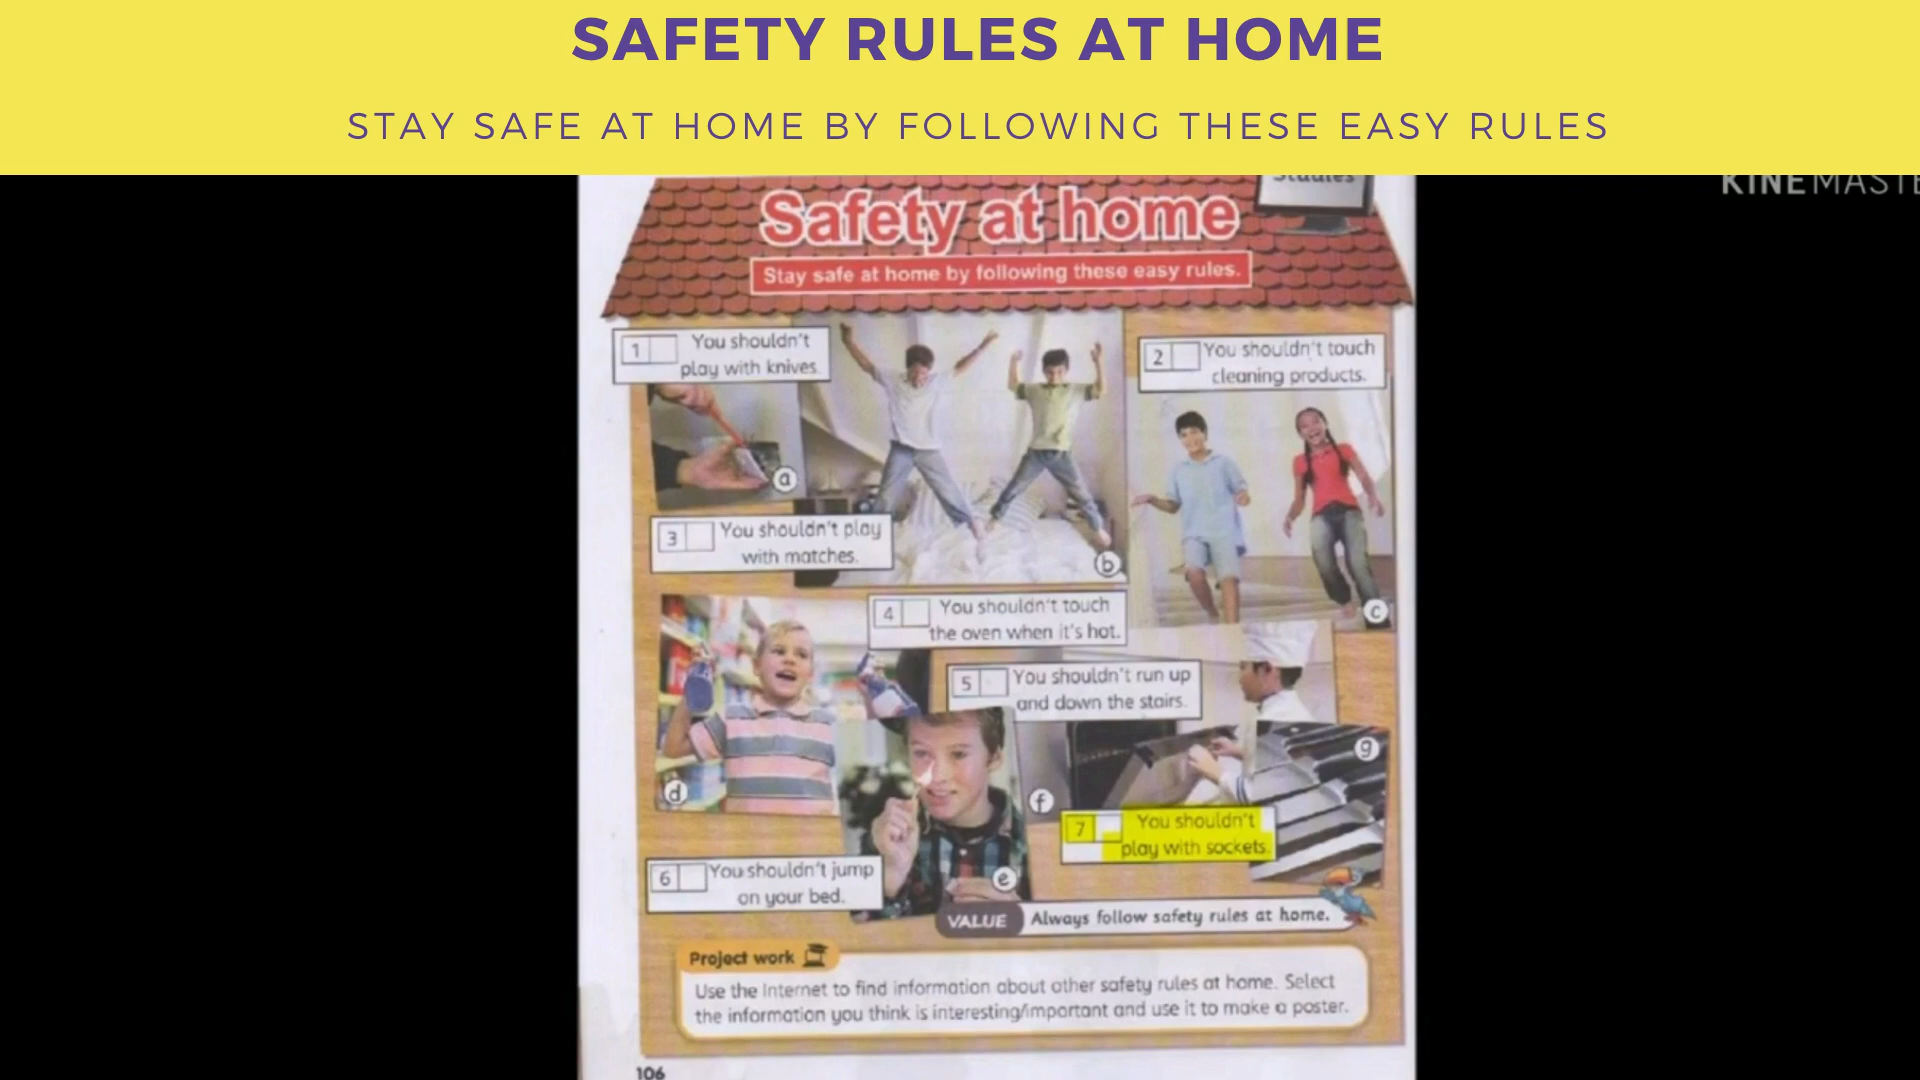 SAFETY RULES AT HOME
STAY SAFE AT HOME BY FOLLOWING THESE EASY RULES
Studies
KINEMASTE
Safety at home
Stay safe at home by following these easy rules.
1 You shouldn't
play with knives.
2 You shouldn't touch
cleaning products.
a
3 You shouldn't play
with matches.
b
c
4 You shouldn't touch
the oven when it's hot.
5 You shouldn't run up
and down the stairs.
d
e
f
g
7 You shouldn't
play with sockets.
6 You shouldn't jump
on your bed.
VALUE Always follow safety rules at home.
Project work
Use the Internet to find information about other safety rules at home. Select
the information you think is interesting/important and use it to make a poster.
106